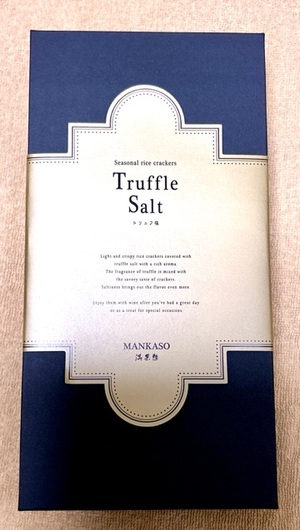 Seasonal rice crackers
Truffle
Salt
トリュフ塩
Light and crispy rice crackers covered with
truffle salt with a rich aroma.
The fragrance of truffle is mixed with
the savory taste of crackers.
Saltiness brings out the flavor even more.
Enjoy them with wine after you've had a great day
or as a treat for special occasions.
MANKASO
満果惣